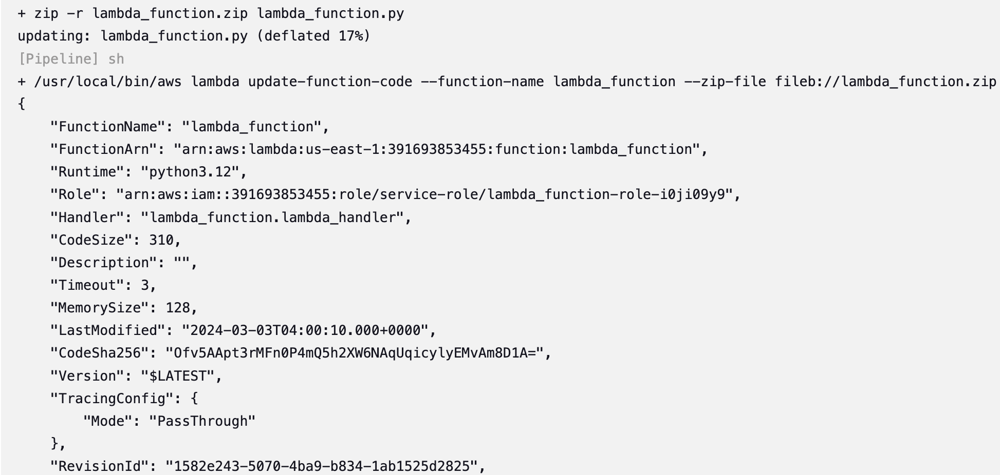 + zip -r lambda_function.zip lambda_function.py
updating: lambda_function.py (deflated 17%)
[Pipeline] sh
+ /usr/local/bin/aws lambda update-function-code --function-name lambda_function --zip-file fileb://lambda_function.zip
{
    "FunctionName": "lambda_function",
    "FunctionArn": "arn:aws:lambda:us-east-1:391693853455:function:lambda_function",
    "Runtime": "python3.12",
    "Role": "arn:aws:iam::391693853455:role/service-role/lambda_function-role-i0ji09y9",
    "Handler": "lambda_function.lambda_handler",
    "CodeSize": 310,
    "Description": "",
    "Timeout": 3,
    "MemorySize": 128,
    "LastModified": "2024-03-03T04:00:10.000+0000",
    "CodeSha256": "Ofv5AApt3rMFn0P4mQ5h2XW6NAqUqicylyEMvAm8D1A=",
    "Version": "$LATEST",
    "TracingConfig": {
        "Mode": "PassThrough"
    },
    "RevisionId": "1582e243-5070-4ba9-b834-1ab1525d2825",